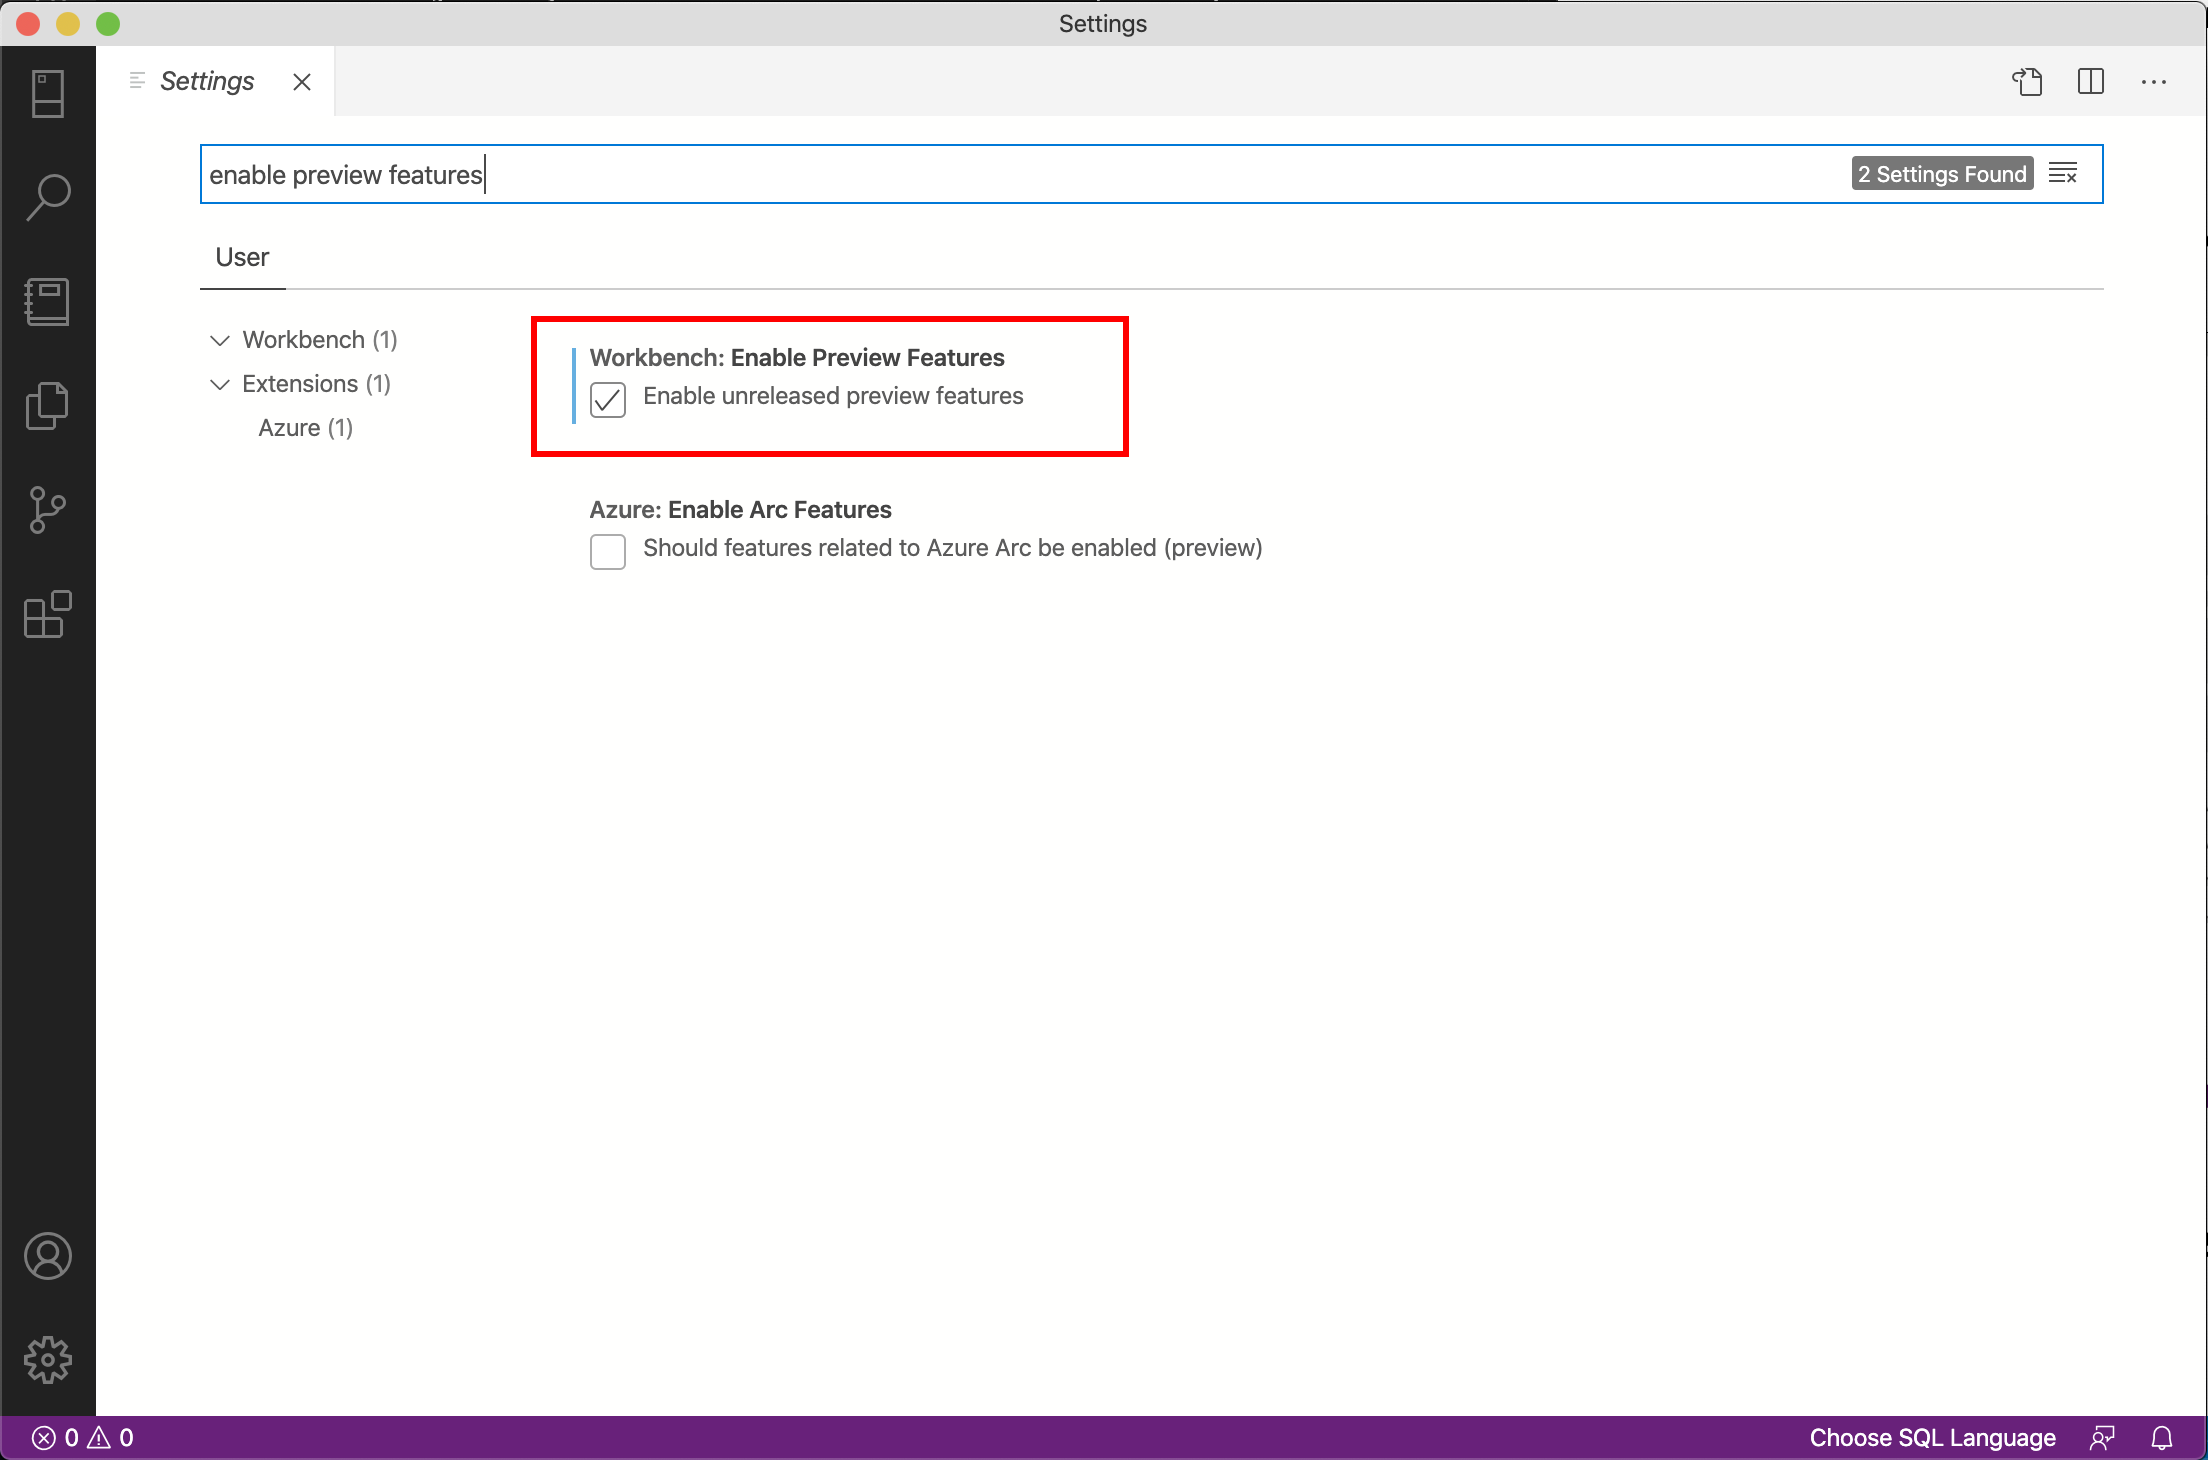 Settings
Settings
enable preview features
2 Settings Found
User
Workbench (1)
Extensions (1)
Azure (1)
Workbench: Enable Preview Features
Enable unreleased preview features
Azure: Enable Arc Features
Should features related to Azure Arc be enabled (preview)
0 0
Choose SQL Language